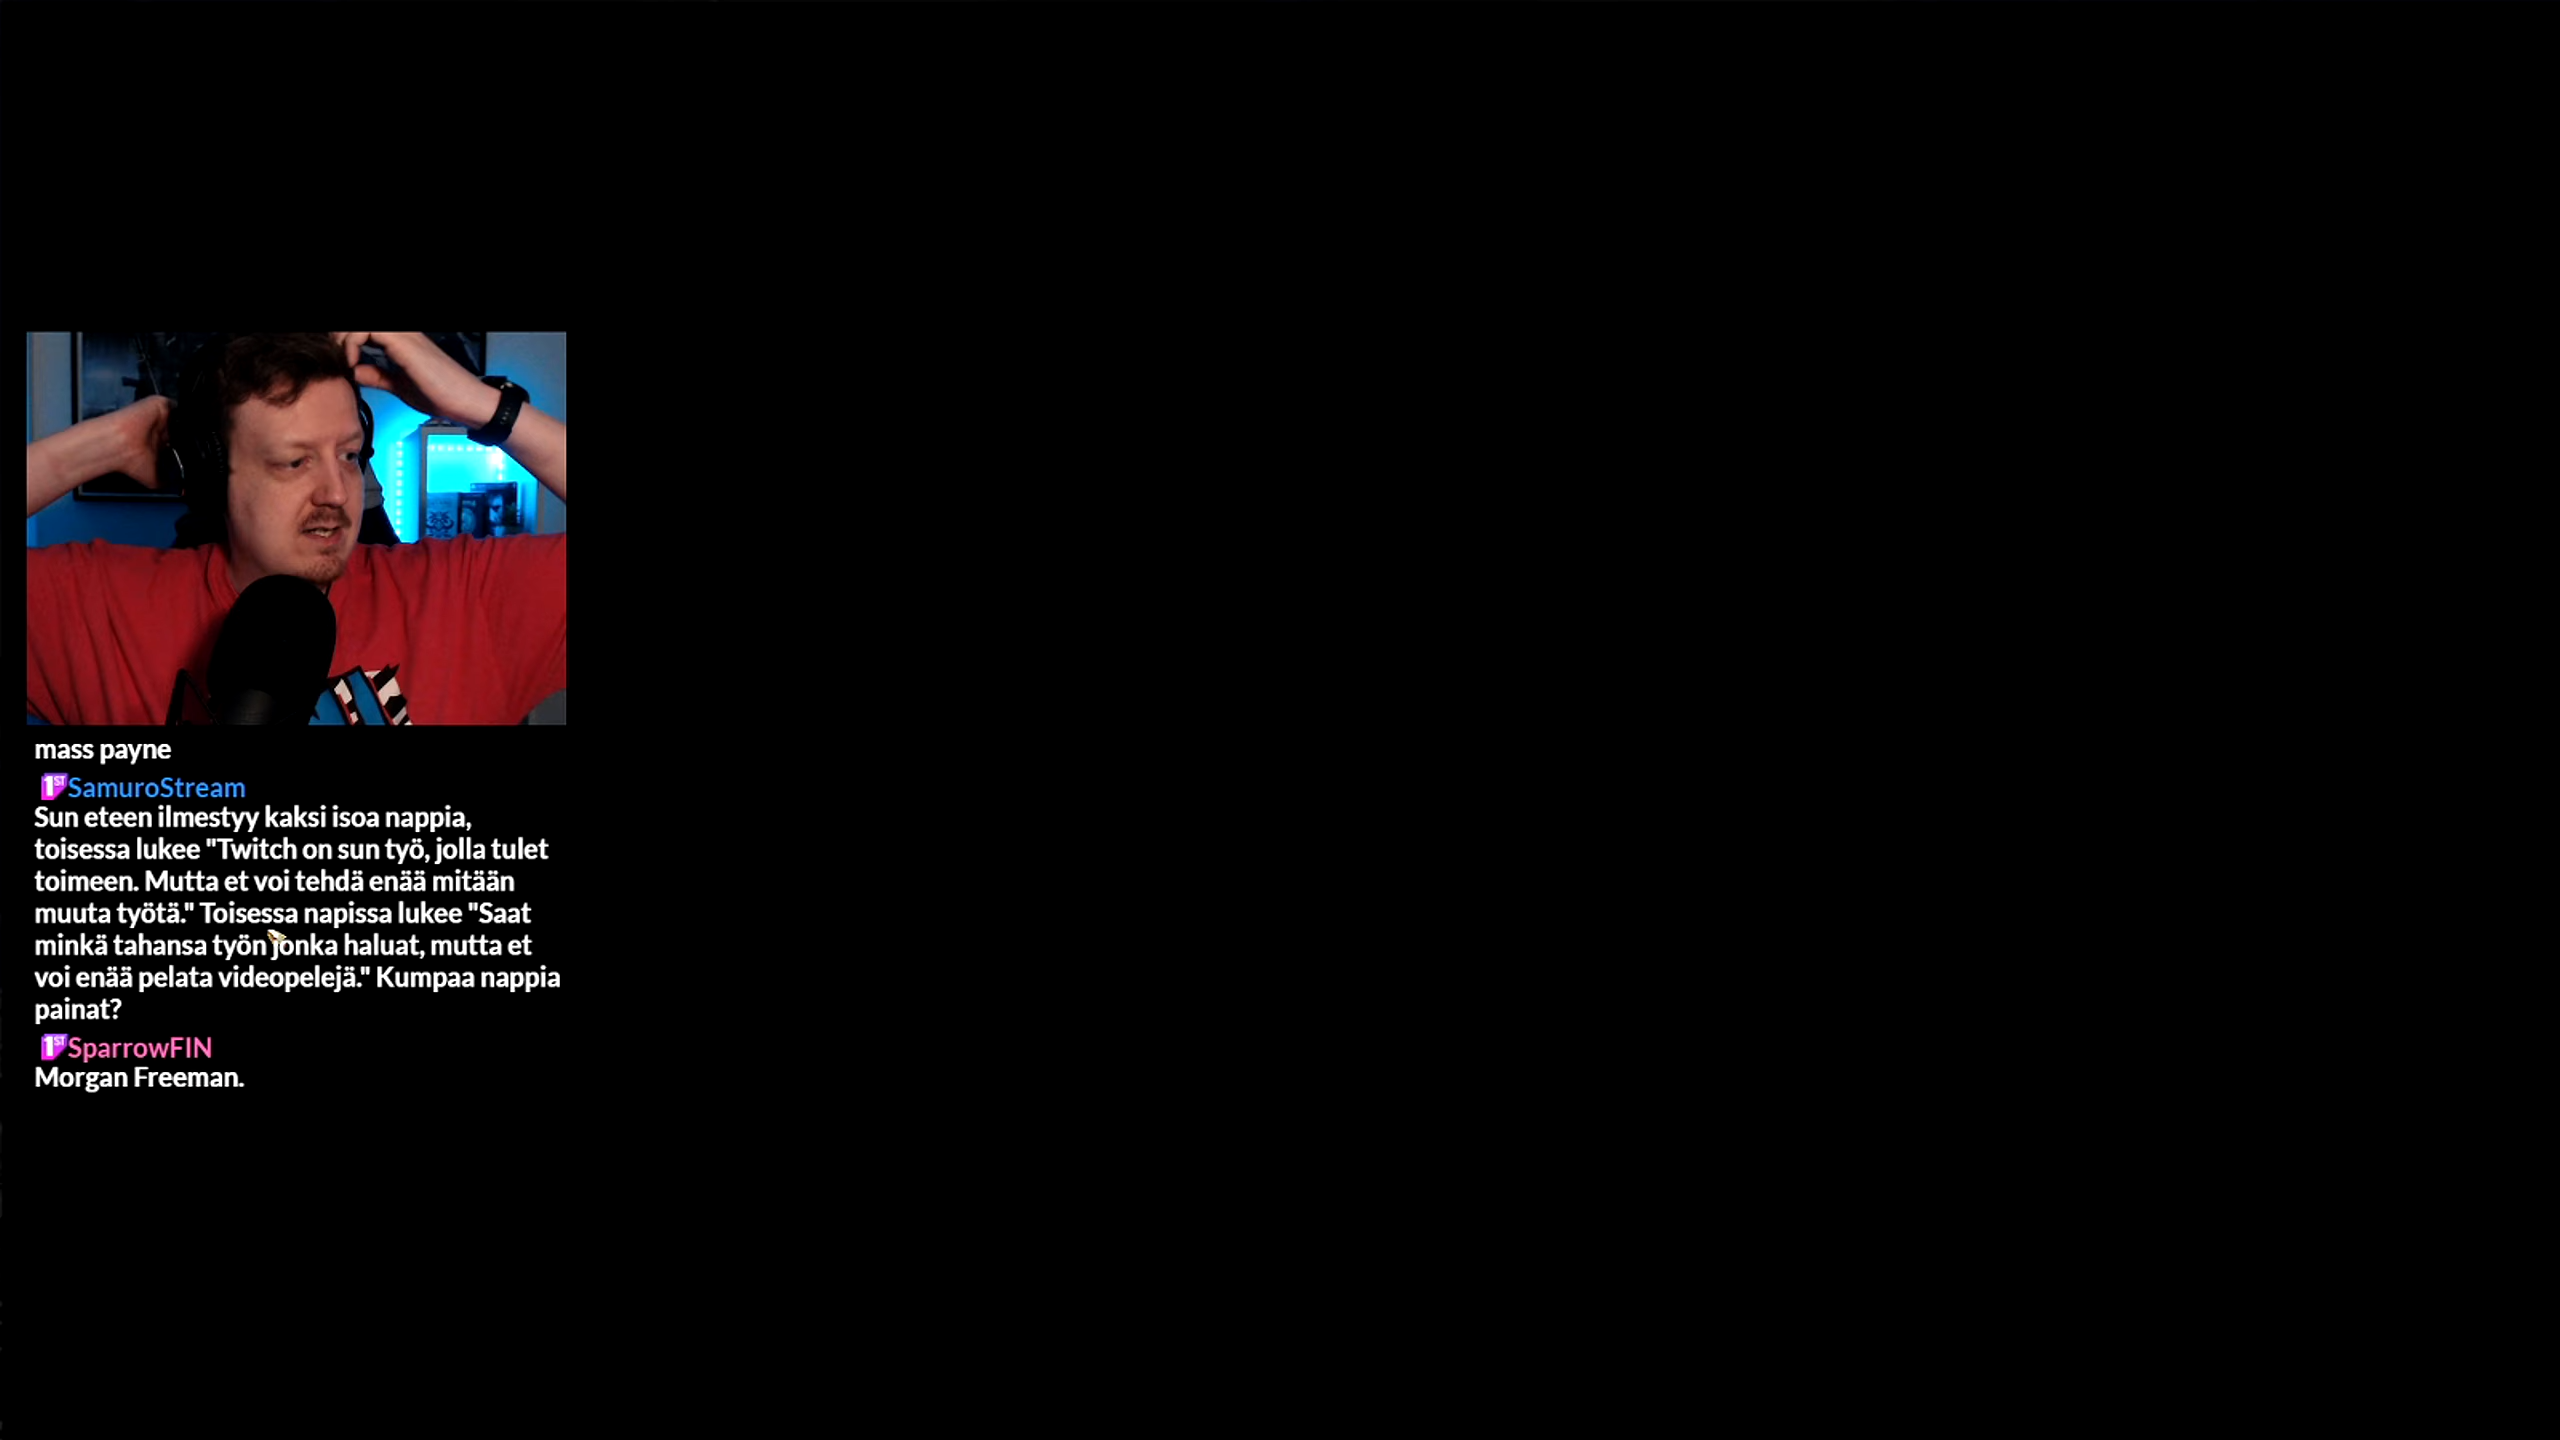 mass payne
1ST SamuroStream
Sun eteen ilmestyy kaksi isoa nappia,
toisessa lukee "Twitch on sun työ, jolla tulet
toimeen. Mutta et voi tehdä enää mitään
muuta työtä." Toisessa napissa lukee "Saat
minkä tahansa työn jonka haluat, mutta et
voi enää pelata videopelejä." Kumpaa nappia
painat?
1ST SparrowFIN
Morgan Freeman.